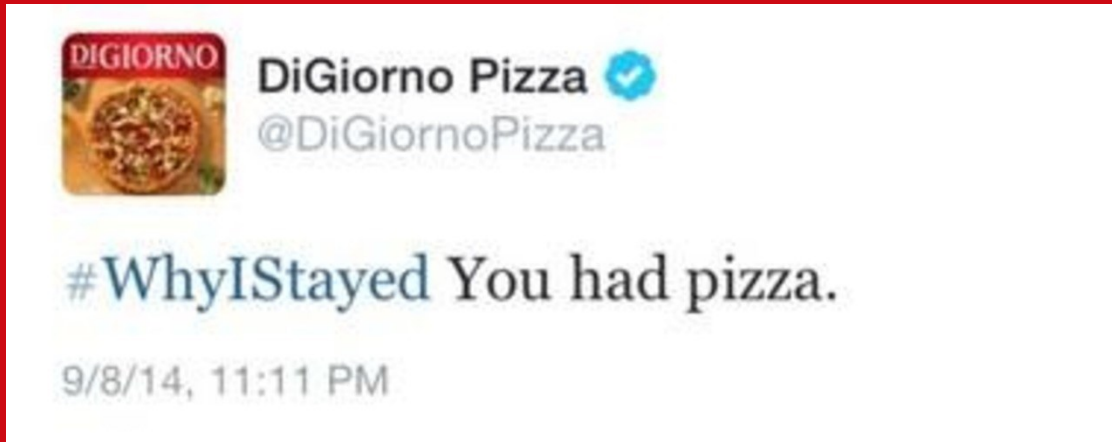 DIGIORNO
DiGiorno Pizza
@DiGiornoPizza
#WhyIStayed You had pizza.
9/8/14, 11:11 PM